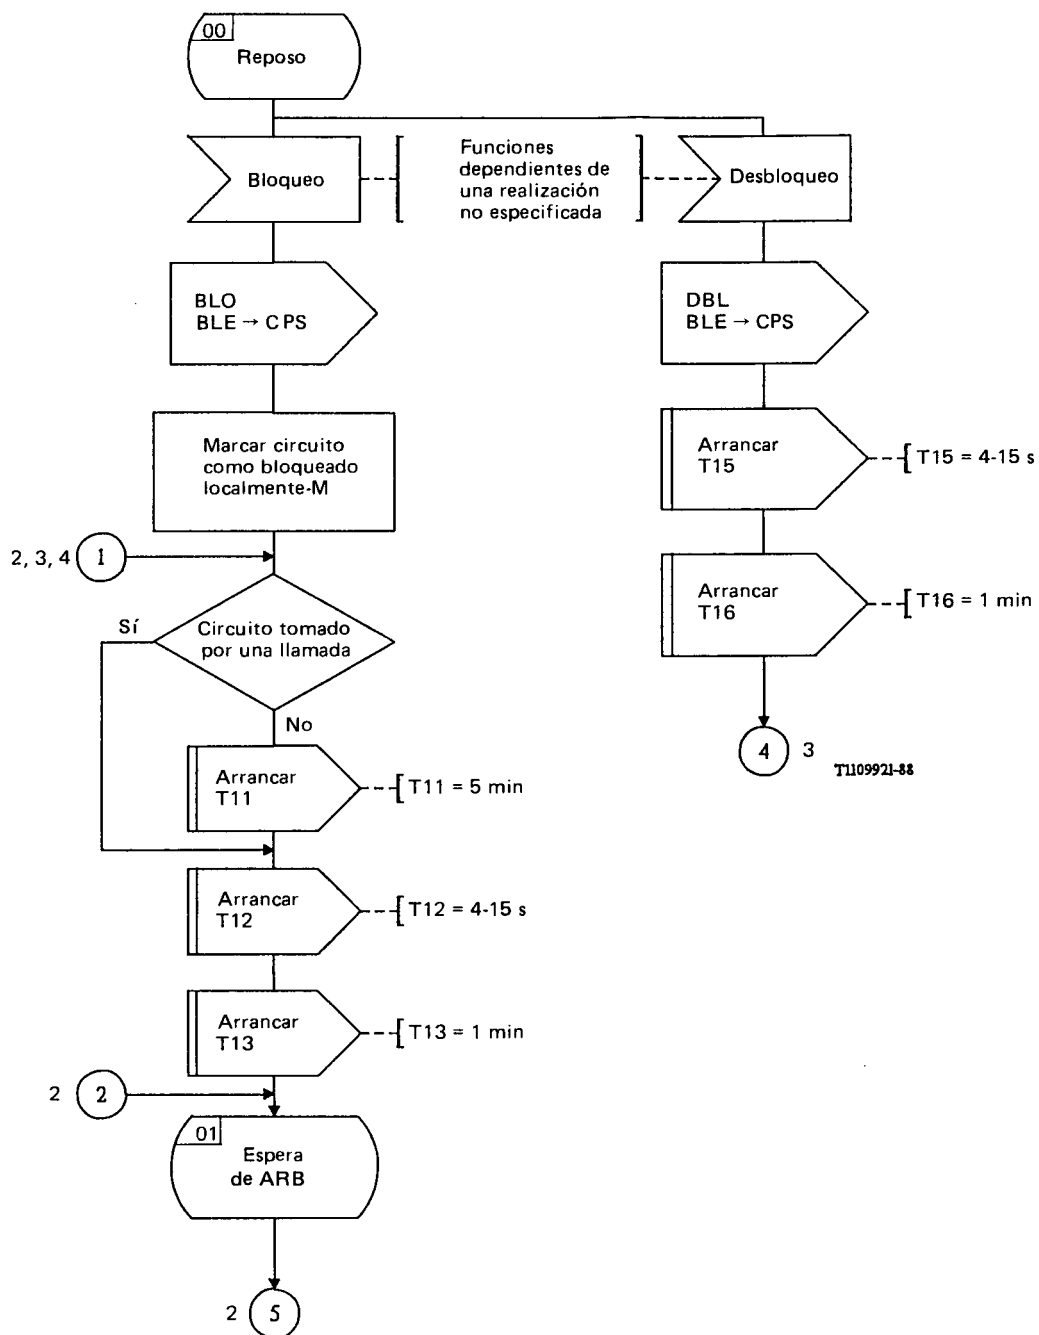 00
Reposo
Bloqueo
Funciones
dependientes de
una realización
no especificada
Desbloqueo
BLO
BLE → CPS
DBL
BLE → CPS
Marcar circuito
como bloqueado
localmente-M
Arrancar
T15
T15 = 4-15 s
2, 3, 4 1
Arrancar
T16
T16 = 1 min
Sí
Circuito tomado
por una llamada
No
4 3
T1109921-88
Arrancar
T11
T11 = 5 min
Arrancar
T12
T12 = 4-15 s
Arrancar
T13
T13 = 1 min
2 2
01
Espera
de ARB
2 5